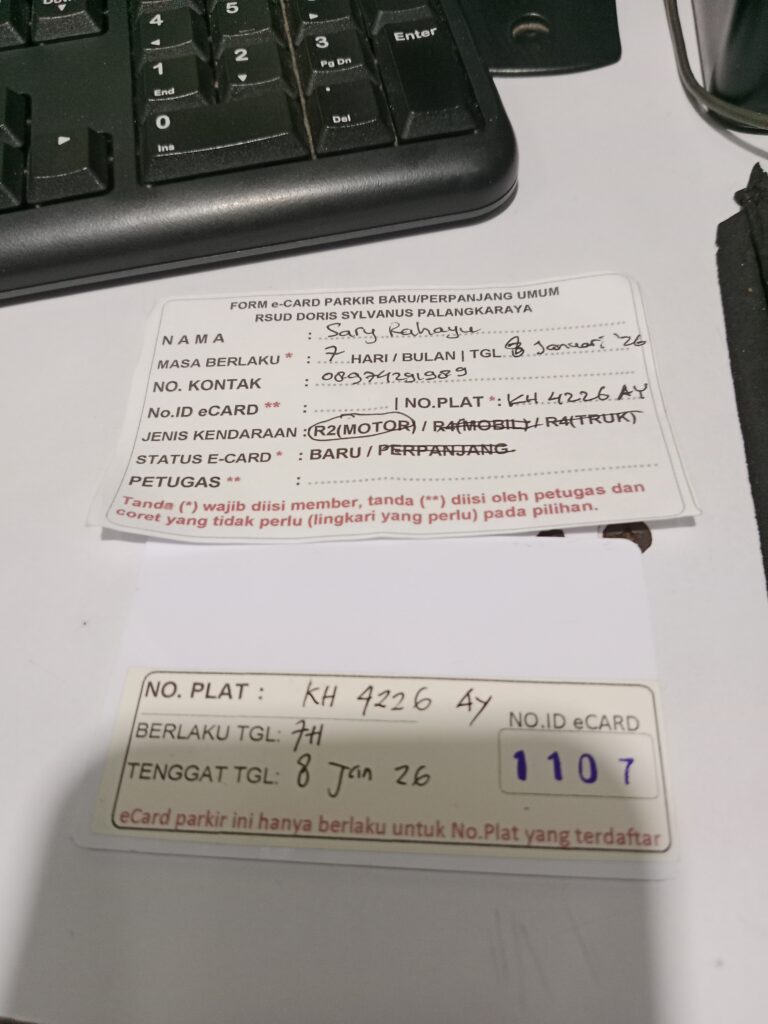 4
5
1
End
2
3
Pg Dn
Enter
0
Ins
.
Del
FORM e-CARD PARKIR BARU/PERPANJANG UMUM
RSUD DORIS SYLVANUS PALANGKARAYA
NAMA : Sary Rahayu
MASA BERLAKU * : 7 HARI / BULAN | TGL. 8 Januari '26
NO. KONTAK : 08974291989
No.ID eCARD ** : .............. | NO.PLAT *: KH 4226 AY
JENIS KENDARAAN : R2(MOTOR) / R4(MOBIL) / R4(TRUK)
STATUS E-CARD * : BARU / PERPANJANG
PETUGAS ** :
Tanda (*) wajib diisi member, tanda (**) diisi oleh petugas dan
coret yang tidak perlu (lingkari yang perlu) pada pilihan.
NO. PLAT : KH 4226 AY
BERLAKU TGL: 7H
NO.ID eCARD
TENGGAT TGL: 8 Jan 26
1107
eCard parkir ini hanya berlaku untuk No.Plat yang terdaftar